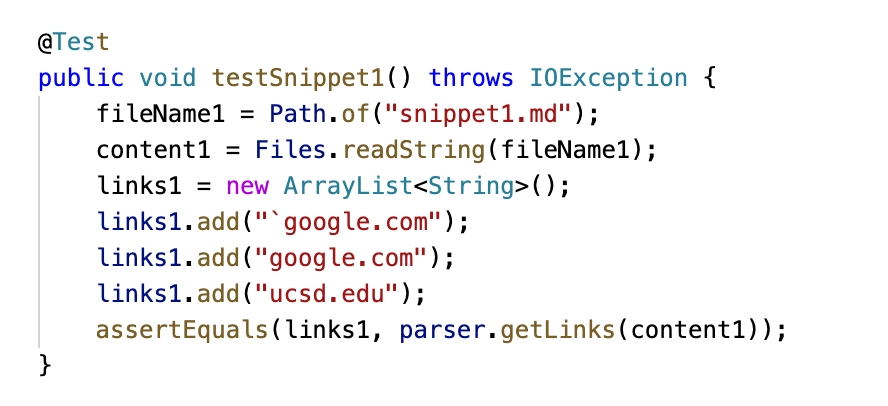 @Test
public void testSnippet1() throws IOException {
    fileName1 = Path.of("snippet1.md");
    content1 = Files.readString(fileName1);
    links1 = new ArrayList<String>();
    links1.add("`google.com");
    links1.add("google.com");
    links1.add("ucsd.edu");
    assertEquals(links1, parser.getLinks(content1));
}